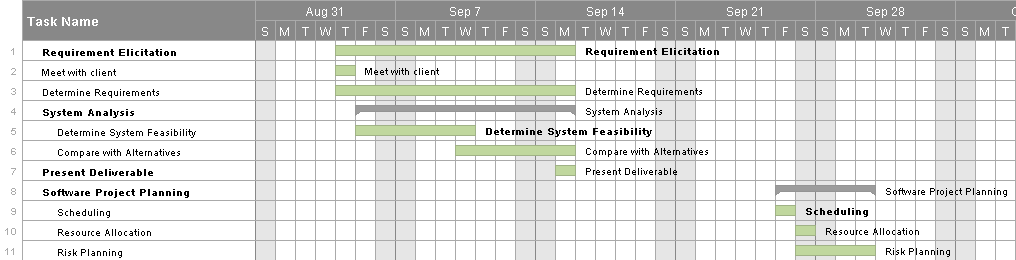 Task Name
Aug 31 Sep 7 Sep 14 Sep 21 Sep 28
S M T W T F S S M T W T F S S M T W T F S S M T W T F S S M T W T F S S M T
1 Requirement Elicitation Requirement Elicitation
2 Meet with client Meet with client
3 Determine Requirements Determine Requirements
4 System Analysis System Analysis
5 Determine System Feasibility Determine System Feasibility
6 Compare with Alternatives Compare with Alternatives
7 Present Deliverable Present Deliverable
8 Software Project Planning Software Project Planning
9 Scheduling Scheduling
10 Resource Allocation Resource Allocation
11 Risk Planning Risk Planning